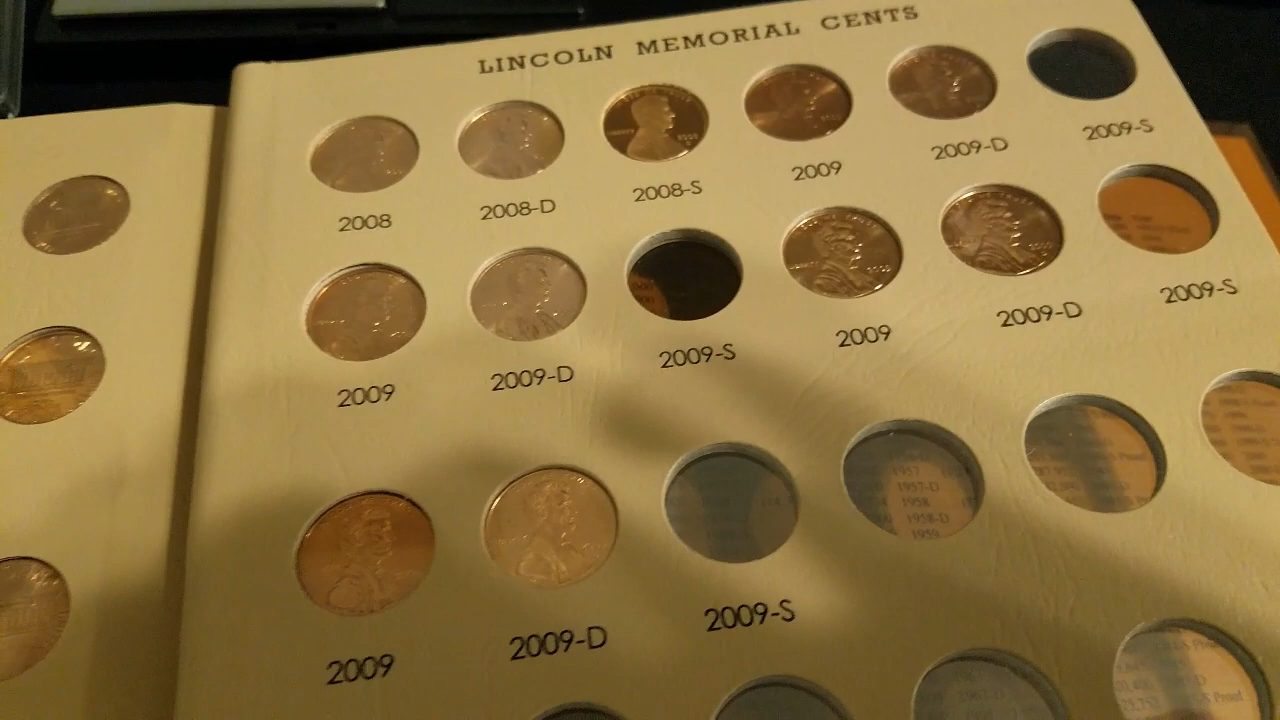 LINCOLN MEMORIAL CENTS
2008 2008-D 2008-S 2009 2009-D 2009-S
2009 2009-D 2009-S 2009 2009-D 2009-S
2009 2009-D 2009-S
1957
1957-D
1958
1958-D
1959